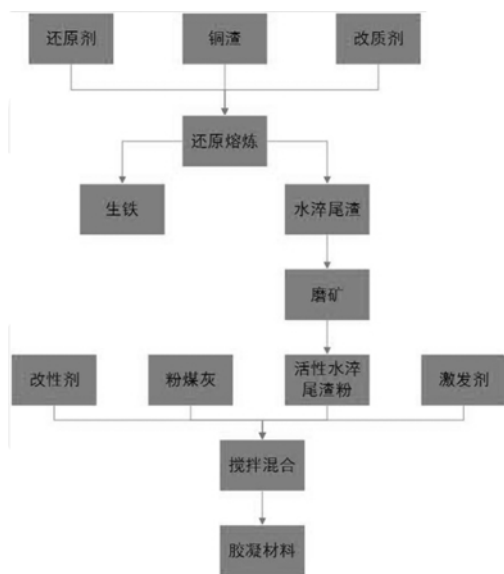 还原剂
铜渣
改质剂
还原熔炼
生铁
水淬尾渣
磨矿
改性剂
粉煤灰
活性水淬
尾渣粉
激发剂
搅拌混合
胶凝材料